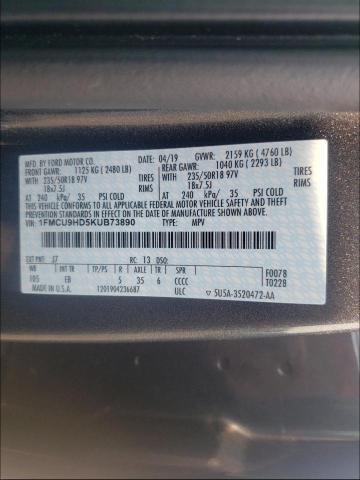 MFD. BY FORD MOTOR CO.
04/19 GVWR: 2159 KG ( 4760 LB)
FRONT GAWR: 1125 KG ( 2480 LB) REAR GAWR: 1040 KG ( 2293 LB)
235/50R18 97V TIRES WITH 235/50R18 97V TIRES
18x7.5J RIMS 18x7.5J RIMS
AT 240 kPa/ 35 PSI COLD AT 240 kPa/ 35 PSI COLD
THIS VEHICLE CONFORMS TO ALL APPLICABLE FEDERAL MOTOR VEHICLE
SAFETY AND THEFT PREVENTION STANDARDS IN EFFECT ON THE DATE OF
MANUFACTURE SHOWN ABOVE.
VIN: 1FMCU9HD5KUB73890 TYPE: MPV
EXT PNT: J7 RC: 13 DSO:
WB INT TR TP/PS R AXLE TR SPR
105 EB 5 35 6 CCCC
F0078
T0228
MADE IN U.S.A. 1201904236687 ULC
5U5A-3520472-AA